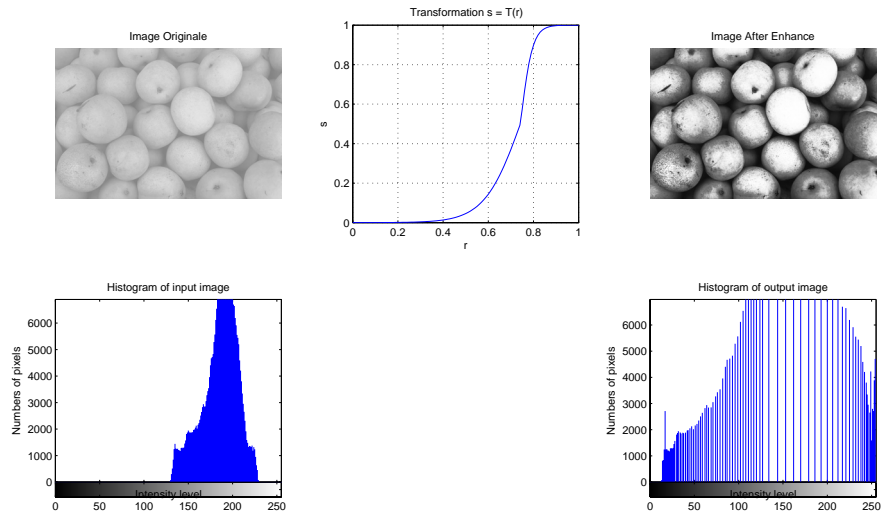 Image Originale
Transformation s = T(r)
Image After Enhance
1
0.8
0.6
0.4
0.2
0
s
0 0.2 0.4 0.6 0.8 1
r
Histogram of input image
6000
5000
4000
3000
2000
1000
0
Numbers of pixels
Intensity level
0 50 100 150 200 250
Histogram of output image
6000
5000
4000
3000
2000
1000
0
Numbers of pixels
Intensity level
0 50 100 150 200 250